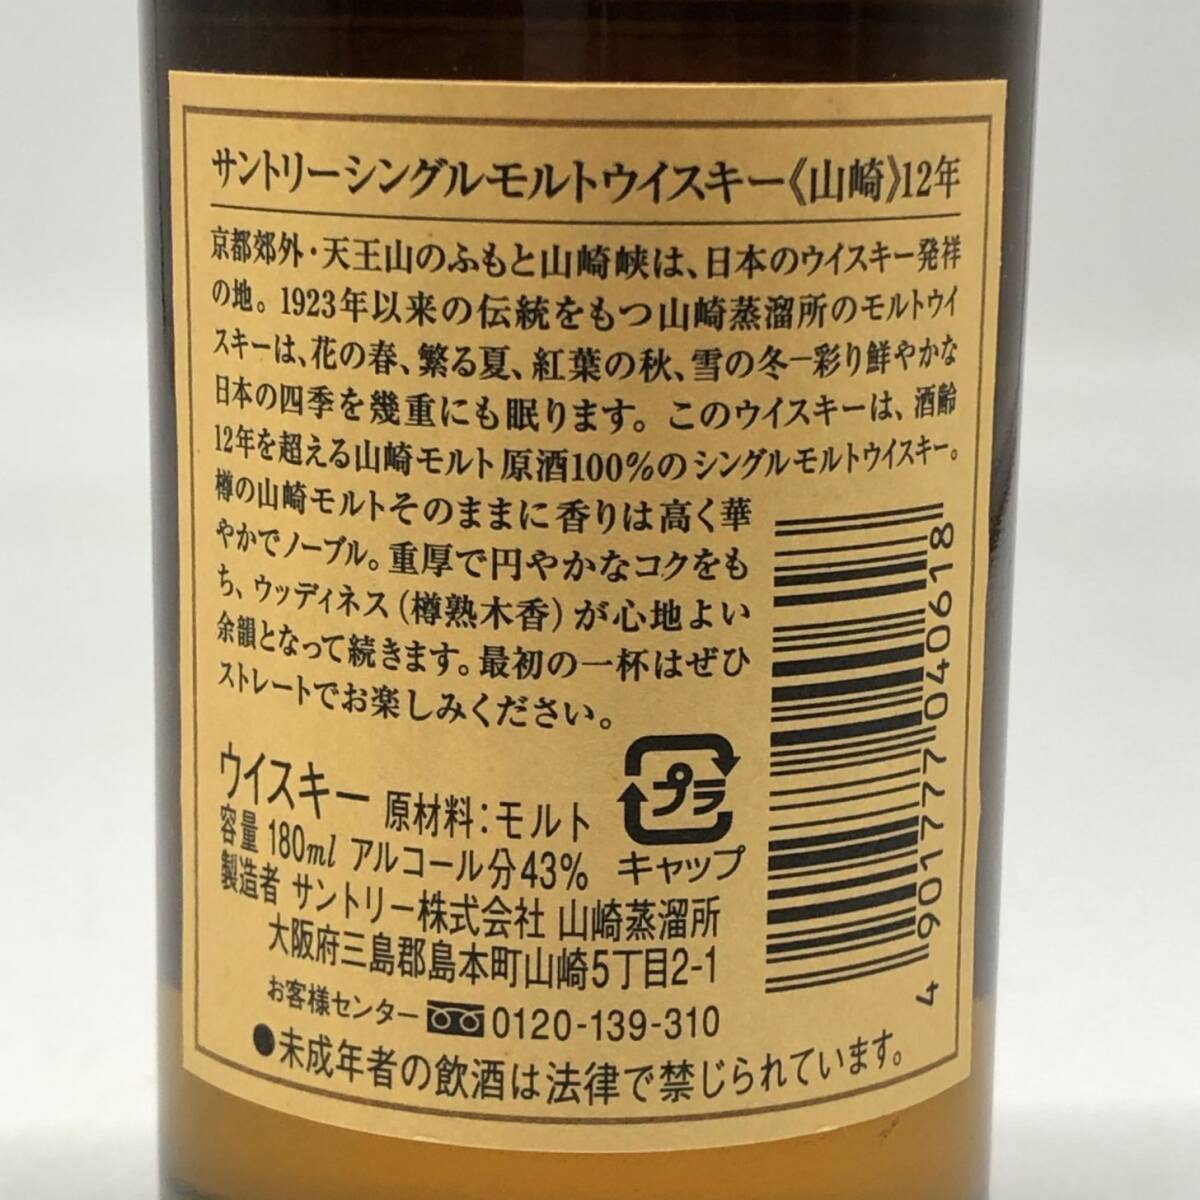 サントリーシングルモルトウイスキー《山崎》12年
京都郊外・天王山のふもと山崎峡は、日本のウイスキー発祥
の地。1923年以来の伝統をもつ山崎蒸溜所のモルトウイ
スキーは、花の春、繁る夏、紅葉の秋、雪の冬―彩り鮮やかな
日本の四季を幾重にも眠ります。このウイスキーは、酒齢
12年を超える山崎モルト原酒100%のシングルモルトウイスキー。
樽の山崎モルトそのままに香りは高く華
やかでノーブル。重厚で円やかなコクをも
ち、ウッディネス(樽熟木香)が心地よい
余韻となって続きます。最初の一杯はぜひ
ストレートでお楽しみください。
ウイスキー 原材料:モルト
容量 180ml アルコール分43%
製造者 サントリー株式会社 山崎蒸溜所
大阪府三島郡島本町山崎5丁目2-1
お客様センター 0120-139-310
●未成年者の飲酒は法律で禁じられています。
プラ
キャップ
4901777040918